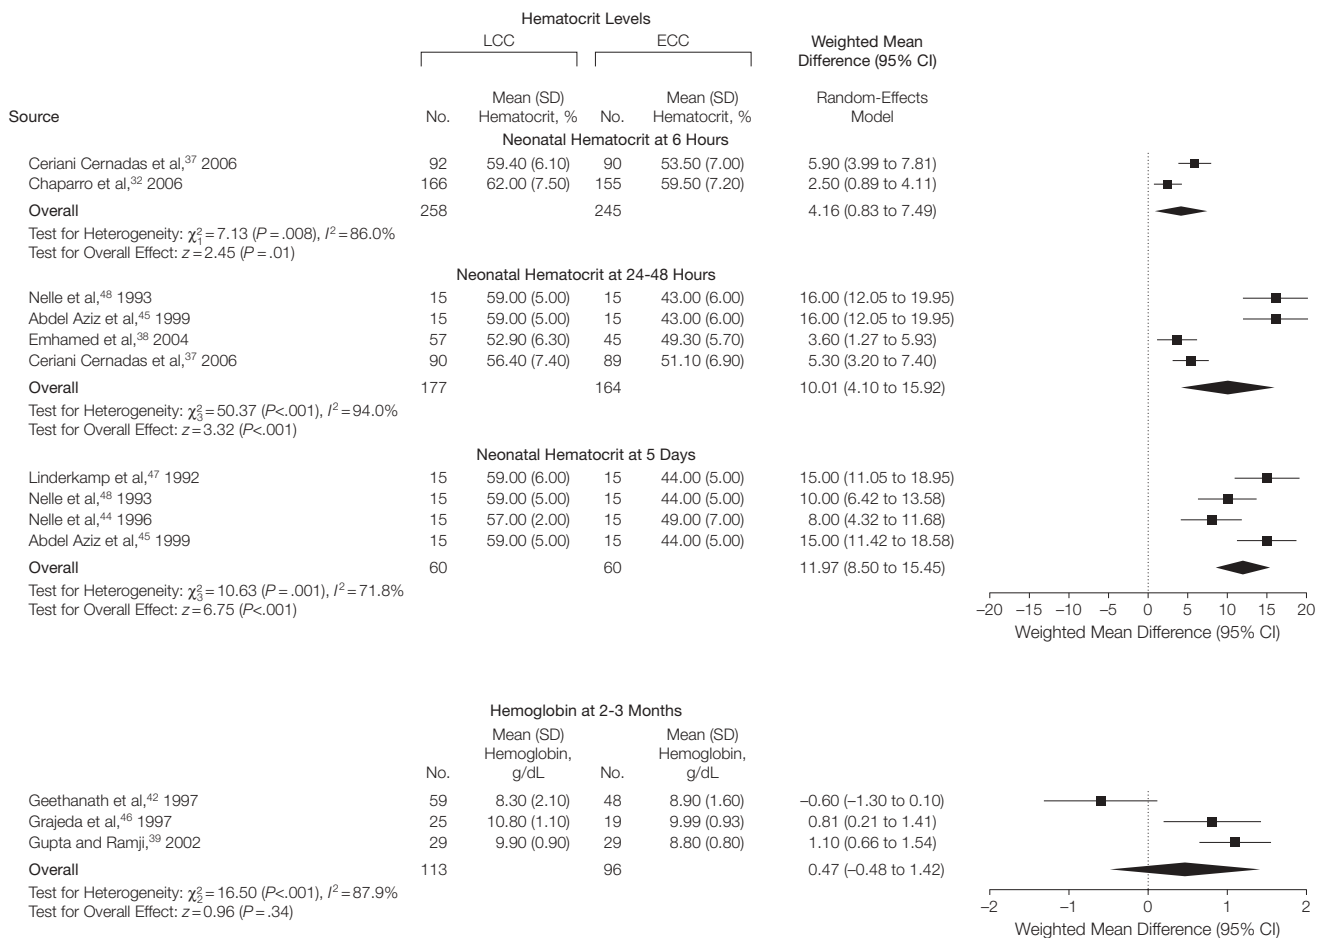 Hematocrit Levels
LCC ECC Weighted Mean
Difference (95% CI)
Mean (SD) Mean (SD) Random-Effects
Source No. Hematocrit, % No. Hematocrit, % Model
Neonatal Hematocrit at 6 Hours
Ceriani Cernadas et al,37 2006 92 59.40 (6.10) 90 53.50 (7.00) 5.90 (3.99 to 7.81)
Chaparro et al,32 2006 166 62.00 (7.50) 155 59.50 (7.20) 2.50 (0.89 to 4.11)
Overall 258 245 4.16 (0.83 to 7.49)
Test for Heterogeneity: χ²₁ = 7.13 (P = .008), I² = 86.0%
Test for Overall Effect: z = 2.45 (P = .01)
Neonatal Hematocrit at 24-48 Hours
Nelle et al,48 1993 15 59.00 (5.00) 15 43.00 (6.00) 16.00 (12.05 to 19.95)
Abdel Aziz et al,45 1999 15 59.00 (5.00) 15 43.00 (6.00) 16.00 (12.05 to 19.95)
Emhamed et al,38 2004 57 52.90 (6.30) 45 49.30 (5.70) 3.60 (1.27 to 5.93)
Ceriani Cernadas et al,37 2006 90 56.40 (7.40) 89 51.10 (6.90) 5.30 (3.20 to 7.40)
Overall 177 164 10.01 (4.10 to 15.92)
Test for Heterogeneity: χ²₃ = 50.37 (P<.001), I² = 94.0%
Test for Overall Effect: z = 3.32 (P<.001)
Neonatal Hematocrit at 5 Days
Linderkamp et al,47 1992 15 59.00 (6.00) 15 44.00 (5.00) 15.00 (11.05 to 18.95)
Nelle et al,48 1993 15 59.00 (5.00) 15 44.00 (5.00) 10.00 (6.42 to 13.58)
Nelle et al,44 1996 15 57.00 (2.00) 15 49.00 (7.00) 8.00 (4.32 to 11.68)
Abdel Aziz et al,45 1999 15 59.00 (5.00) 15 44.00 (5.00) 15.00 (11.42 to 18.58)
Overall 60 60 11.97 (8.50 to 15.45)
Test for Heterogeneity: χ²₃ = 10.63 (P = .001), I² = 71.8%
Test for Overall Effect: z = 6.75 (P<.001)
–20 –15 –10 –5 0 5 10 15 20
Weighted Mean Difference (95% CI)
Hemoglobin at 2-3 Months
Mean (SD) Mean (SD)
Hemoglobin, Hemoglobin,
No. g/dL No. g/dL
Geethanath et al,42 1997 59 8.30 (2.10) 48 8.90 (1.60) –0.60 (–1.30 to 0.10)
Grajeda et al,46 1997 25 10.80 (1.10) 19 9.99 (0.93) 0.81 (0.21 to 1.41)
Gupta and Ramji,39 2002 29 9.90 (0.90) 29 8.80 (0.80) 1.10 (0.66 to 1.54)
Overall 113 96 0.47 (–0.48 to 1.42)
Test for Heterogeneity: χ²₂ = 16.50 (P<.001), I² = 87.9%
Test for Overall Effect: z = 0.96 (P = .34)
–2 –1 0 1 2
Weighted Mean Difference (95% CI)